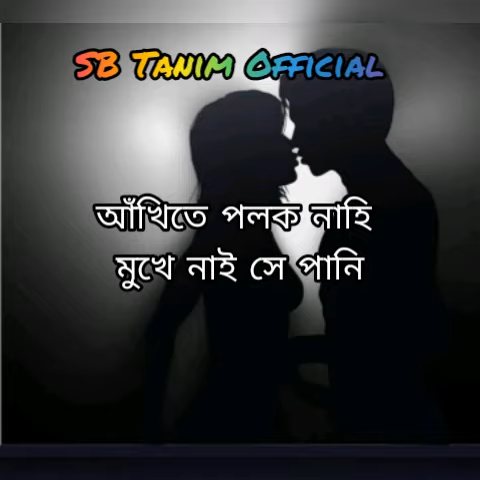 SB Tanim Official
আঁখিতে পলক নাহি
মুখে নাই সে পানি